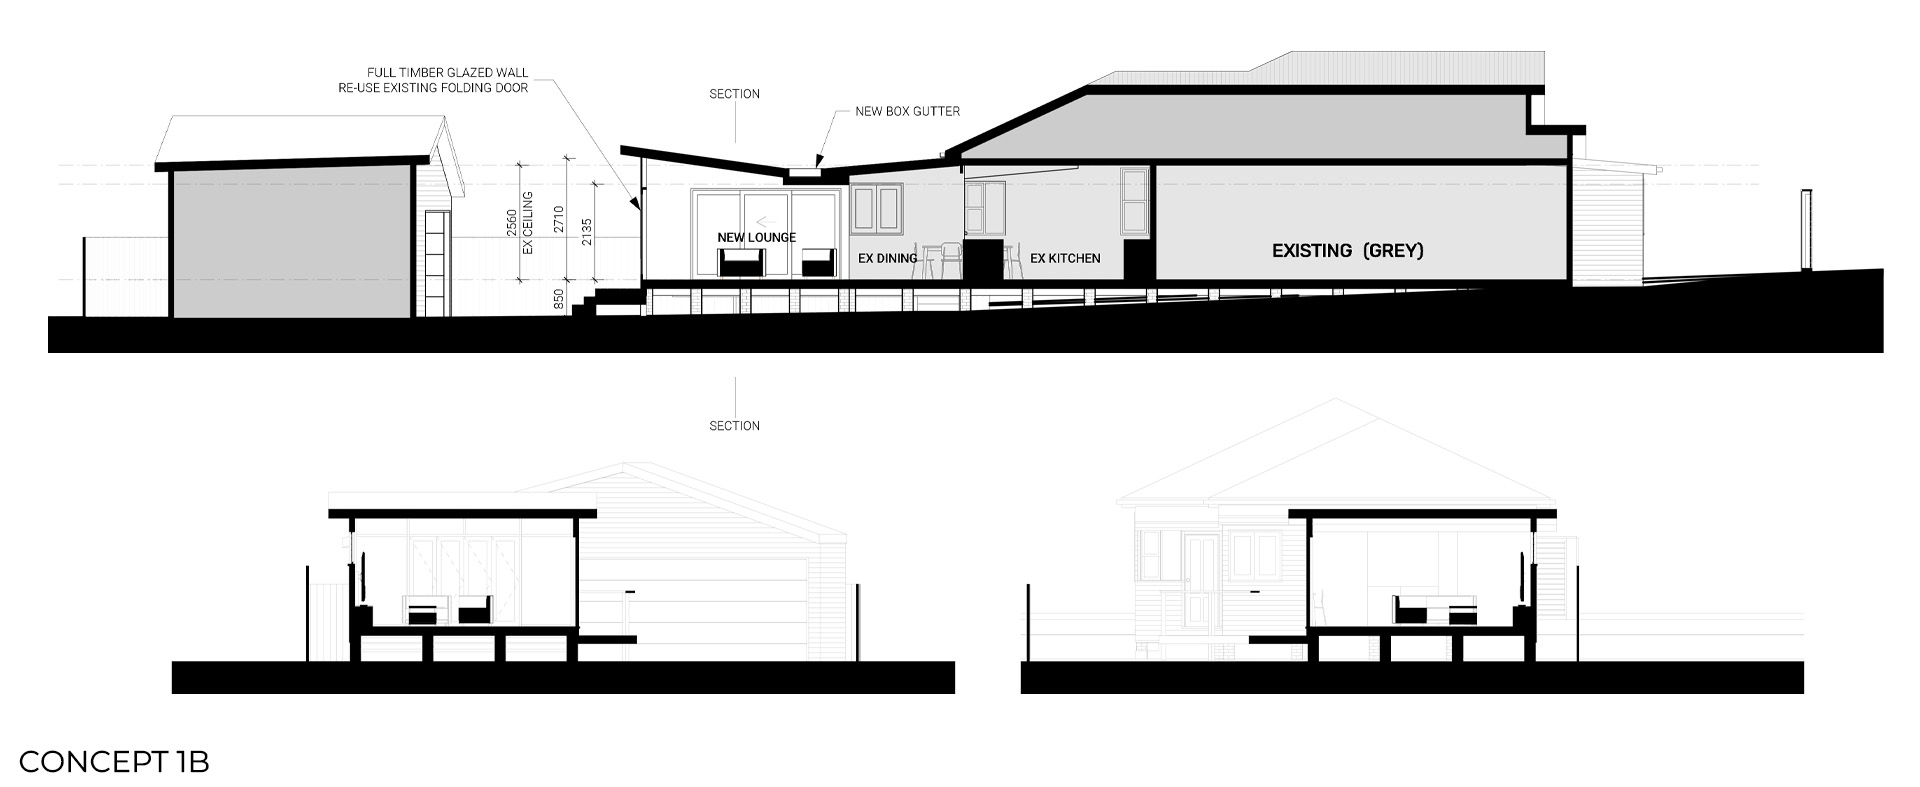 FULL TIMBER GLAZED WALL
RE-USE EXISTING FOLDING DOOR
SECTION
NEW BOX GUTTER
2560
EX CEILING
2710
2135
850
NEW LOUNGE
EX DINING
EX KITCHEN
EXISTING (GREY)
SECTION
CONCEPT 1B